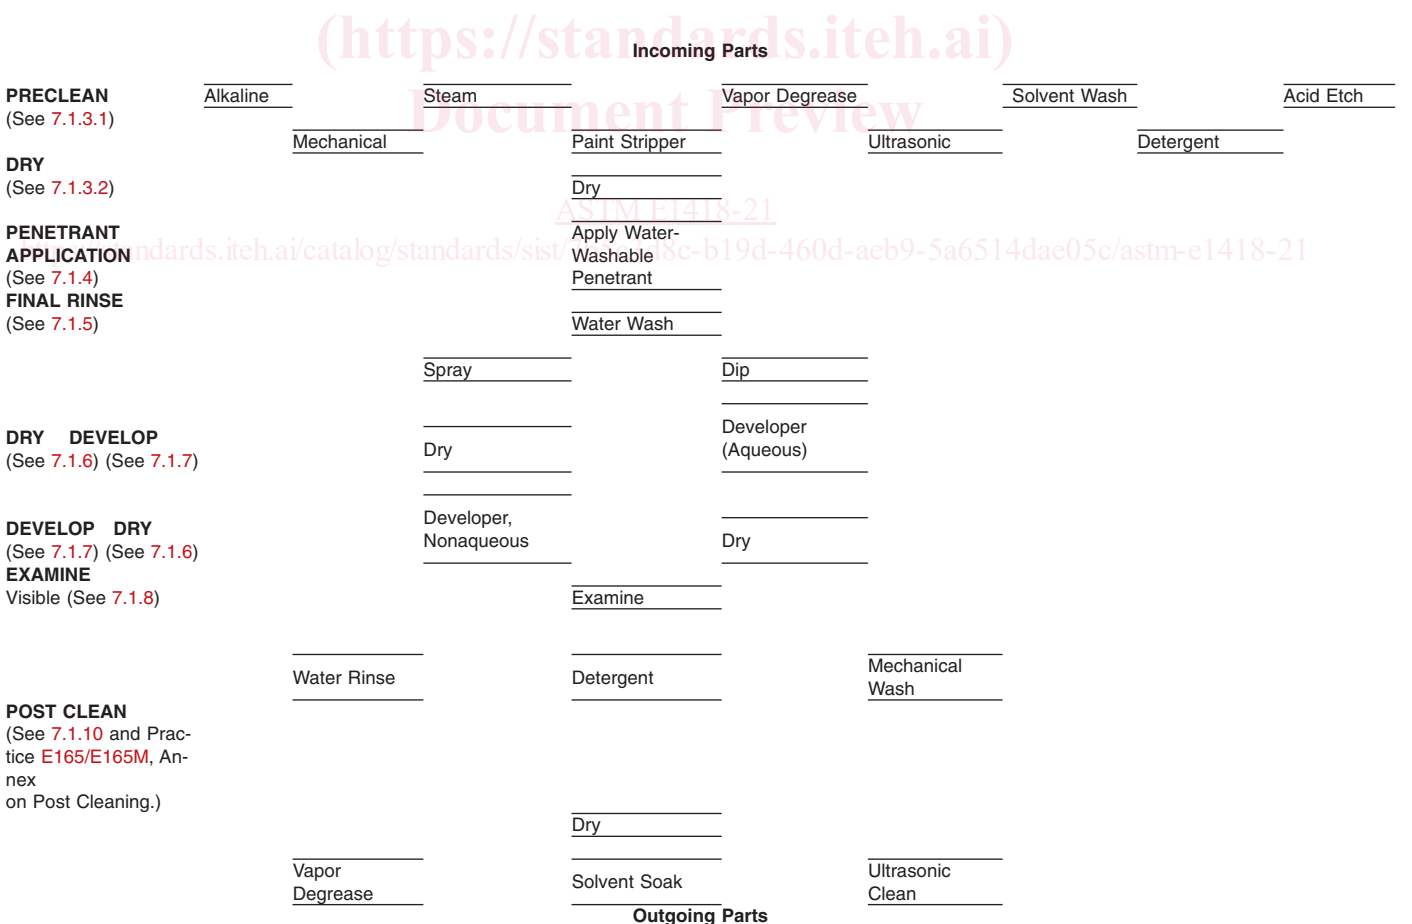 (https://standards.iteh.ai)
Incoming Parts
PRECLEAN Alkaline Steam Vapor Degrease Solvent Wash Acid Etch
Document Preview
(See 7.1.3.1)
Mechanical Paint Stripper Ultrasonic Detergent
DRY
(See 7.1.3.2) Dry
ASTM E1418-21
PENETRANT Apply Water-
APPLICATION Washable
(See 7.1.4) Penetrant
FINAL RINSE
(See 7.1.5) Water Wash
Spray Dip
Developer
DRY DEVELOP
Dry (Aqueous)
(See 7.1.6) (See 7.1.7)
Developer,
DEVELOP DRY
Nonaqueous Dry
(See 7.1.7) (See 7.1.6)
EXAMINE
Visible (See 7.1.8) Examine
Mechanical
Water Rinse Detergent
Wash
POST CLEAN
(See 7.1.10 and Prac-
tice E165/E165M, An-
nex
on Post Cleaning.)
Dry
Vapor Ultrasonic
Solvent Soak
Degrease Clean
Outgoing Parts